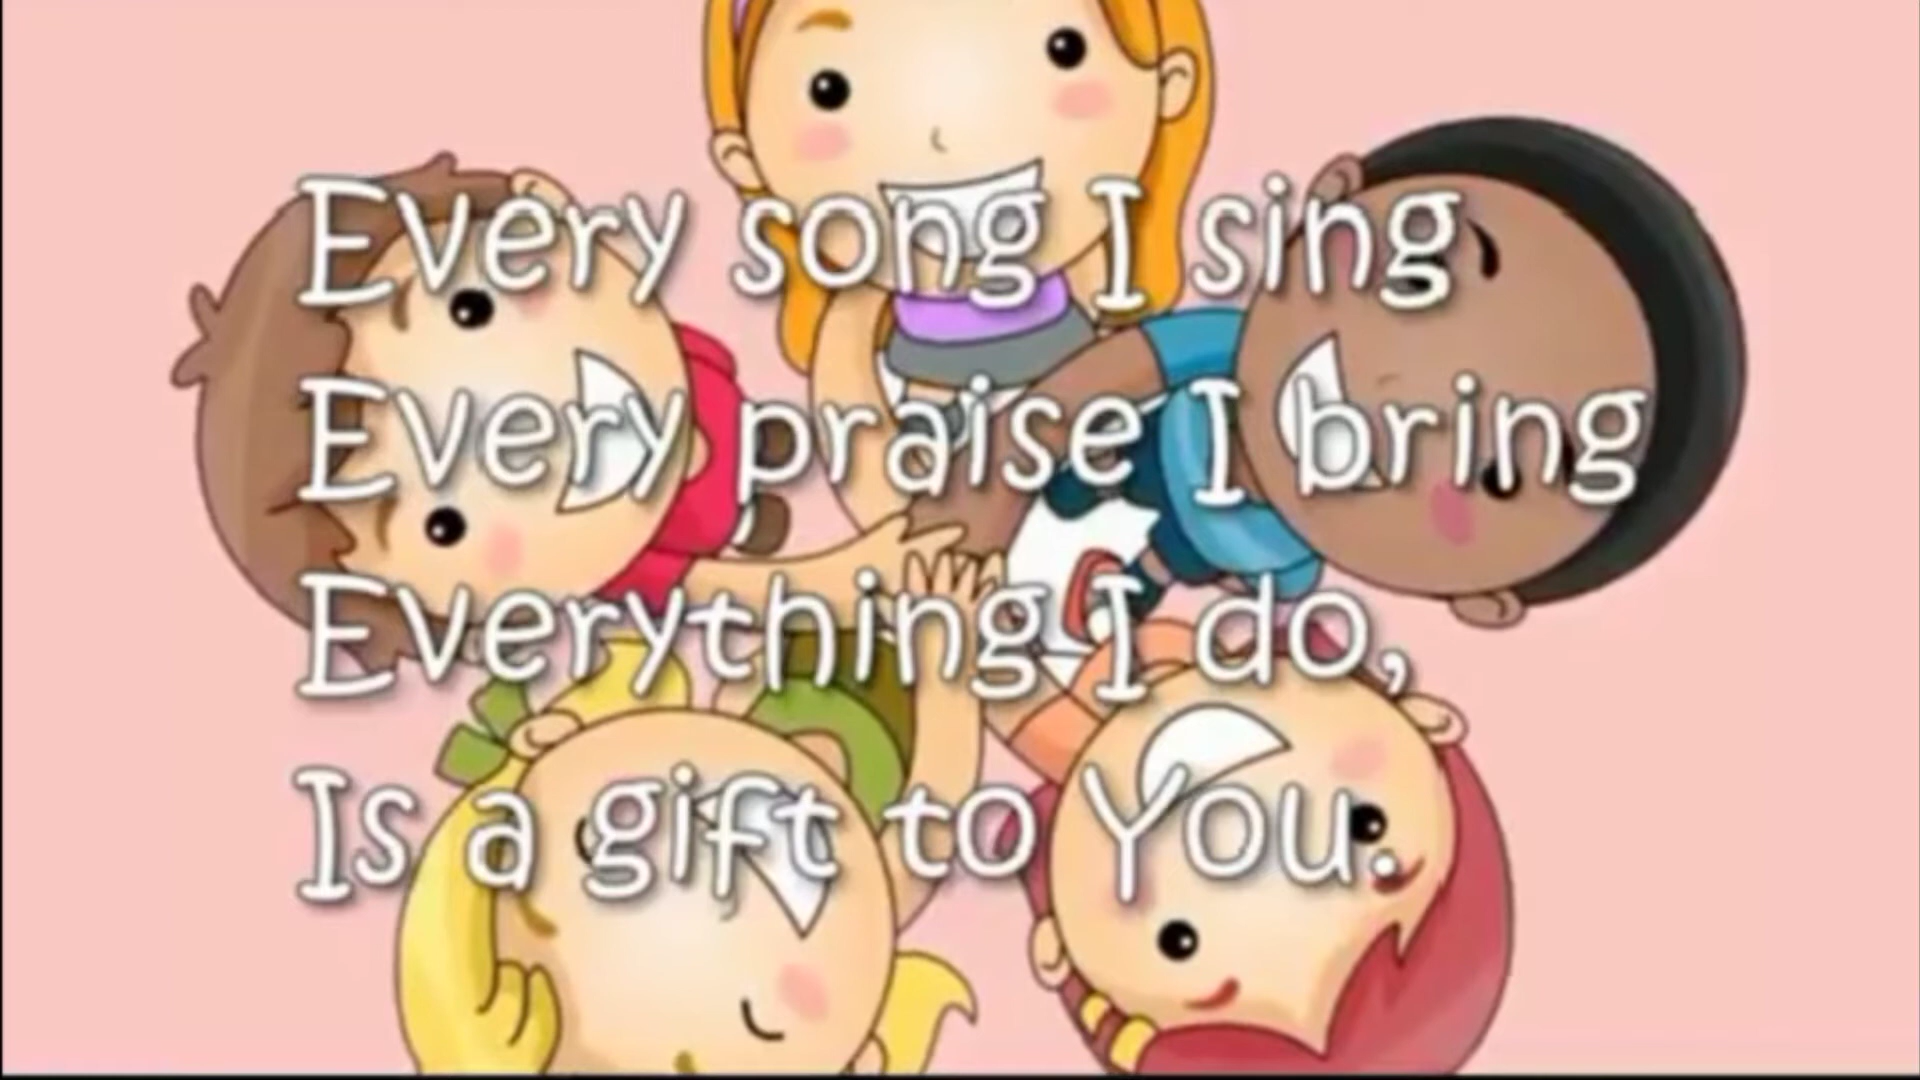 Every song I sing
Every praise I bring
Everything I do,
Is a gift to You.